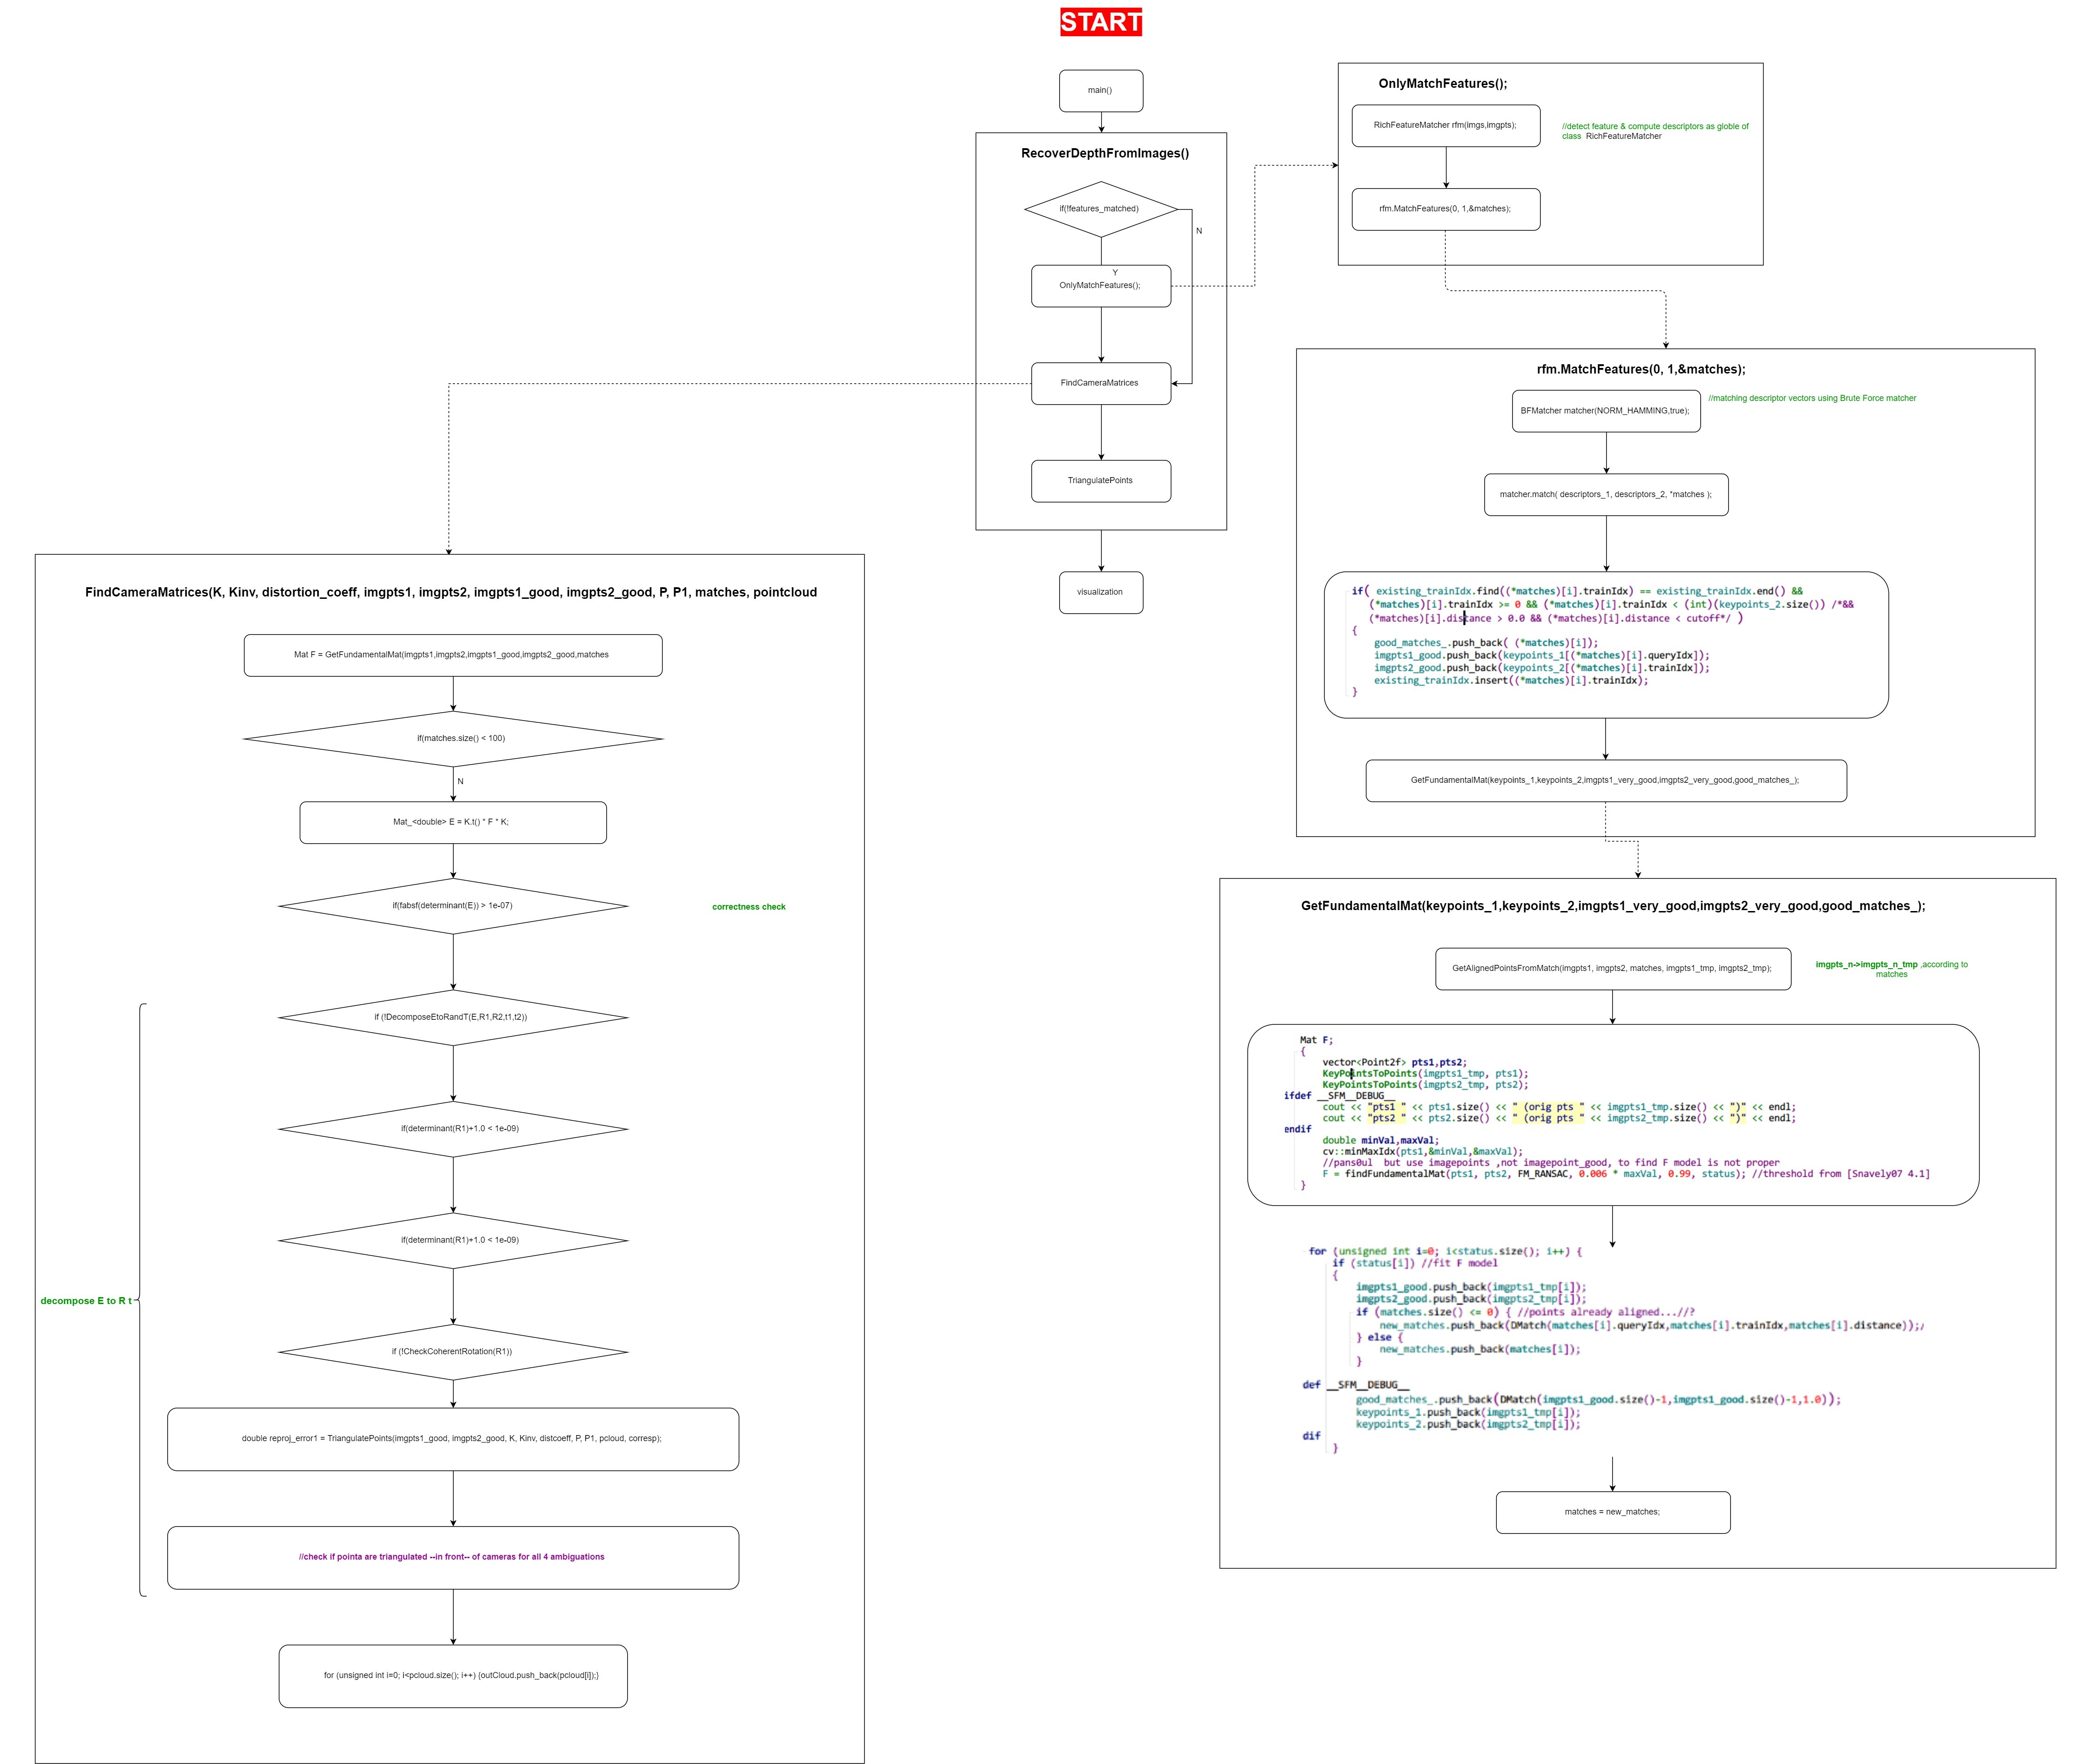 START
main()
RecoverDepthFromImages()
if(!features_matched)
N
Y
OnlyMatchFeatures();
FindCameraMatrices
TriangulatePoints
visualization
OnlyMatchFeatures();
RichFeatureMatcher rfm(imgs,imgpts);
//detect feature & compute descriptors as globle of
class RichFeatureMatcher
rfm.MatchFeatures(0, 1,&matches);
rfm.MatchFeatures(0, 1,&matches);
BFMatcher matcher(NORM_HAMMING,true);
//matching descriptor vectors using Brute Force matcher
matcher.match( descriptors_1, descriptors_2, *matches );
if( existing_trainIdx.find((*matches)[i].trainIdx) == existing_trainIdx.end() &&
(*matches)[i].trainIdx >= 0 && (*matches)[i].trainIdx < (int)(keypoints_2.size()) /*&&
(*matches)[i].distance > 0.0 && (*matches)[i].distance < cutoff*/ )
{
good_matches_.push_back( (*matches)[i]);
imgpts1_good.push_back(keypoints_1[(*matches)[i].queryIdx]);
imgpts2_good.push_back(keypoints_2[(*matches)[i].trainIdx]);
existing_trainIdx.insert((*matches)[i].trainIdx);
}
GetFundamentalMat(keypoints_1,keypoints_2,imgpts1_very_good,imgpts2_very_good,good_matches_);
GetFundamentalMat(keypoints_1,keypoints_2,imgpts1_very_good,imgpts2_very_good,good_matches_);
GetAlignedPointsFromMatch(imgpts1, imgpts2, matches, imgpts1_tmp, imgpts2_tmp);
imgpts_n->imgpts_n_tmp ,according to
matches
Mat F;
{
vector<Point2f> pts1,pts2;
KeyPointsToPoints(imgpts1_tmp, pts1);
KeyPointsToPoints(imgpts2_tmp, pts2);
ifdef __SFM__DEBUG__
cout << "pts1 " << pts1.size() << " (orig pts " << imgpts1_tmp.size() << ")" << endl;
cout << "pts2 " << pts2.size() << " (orig pts " << imgpts2_tmp.size() << ")" << endl;
endif
double minVal,maxVal;
cv::minMaxIdx(pts1,&minVal,&maxVal);
//pans0ul but use imagepoints ,not imagepoint_good, to find F model is not proper
F = findFundamentalMat(pts1, pts2, FM_RANSAC, 0.006 * maxVal, 0.99, status); //threshold from [Snavely07 4.1]
}
for (unsigned int i=0; i<status.size(); i++) {
if (status[i]) //fit F model
{
imgpts1_good.push_back(imgpts1_tmp[i]);
imgpts2_good.push_back(imgpts2_tmp[i]);
if (matches.size() <= 0) { //points already aligned...//?
new_matches.push_back(DMatch(matches[i].queryIdx,matches[i].trainIdx,matches[i].distance));/
} else {
new_matches.push_back(matches[i]);
}
def __SFM__DEBUG__
good_matches_.push_back(DMatch(imgpts1_good.size()-1,imgpts1_good.size()-1,1.0));
keypoints_1.push_back(imgpts1_tmp[i]);
keypoints_2.push_back(imgpts2_tmp[i]);
dif
}
matches = new_matches;
FindCameraMatrices(K, Kinv, distortion_coeff, imgpts1, imgpts2, imgpts1_good, imgpts2_good, P, P1, matches, pointcloud
Mat F = GetFundamentalMat(imgpts1,imgpts2,imgpts1_good,imgpts2_good,matches
if(matches.size() < 100)
N
Mat_<double> E = K.t() * F * K;
if(fabsf(determinant(E)) > 1e-07)
correctness check
if (!DecomposeEtoRandT(E,R1,R2,t1,t2))
if(determinant(R1)+1.0 < 1e-09)
if(determinant(R1)+1.0 < 1e-09)
decompose E to R t
if (!CheckCoherentRotation(R1))
double reproj_error1 = TriangulatePoints(imgpts1_good, imgpts2_good, K, Kinv, distcoeff, P, P1, pcloud, corresp);
//check if pointa are triangulated --in front-- of cameras for all 4 ambiguations
for (unsigned int i=0; i<pcloud.size(); i++) {outCloud.push_back(pcloud[i]);}